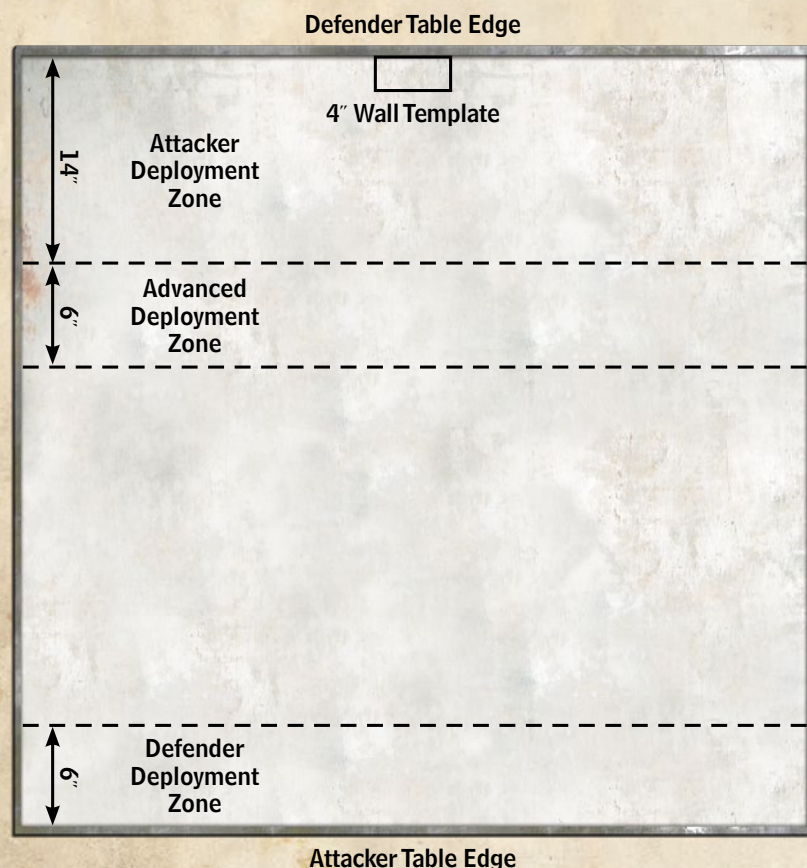 Defender Table Edge
4″ Wall Template
14″
Attacker
Deployment
Zone
6″
Advanced
Deployment
Zone
6″
Defender
Deployment
Zone
Attacker Table Edge